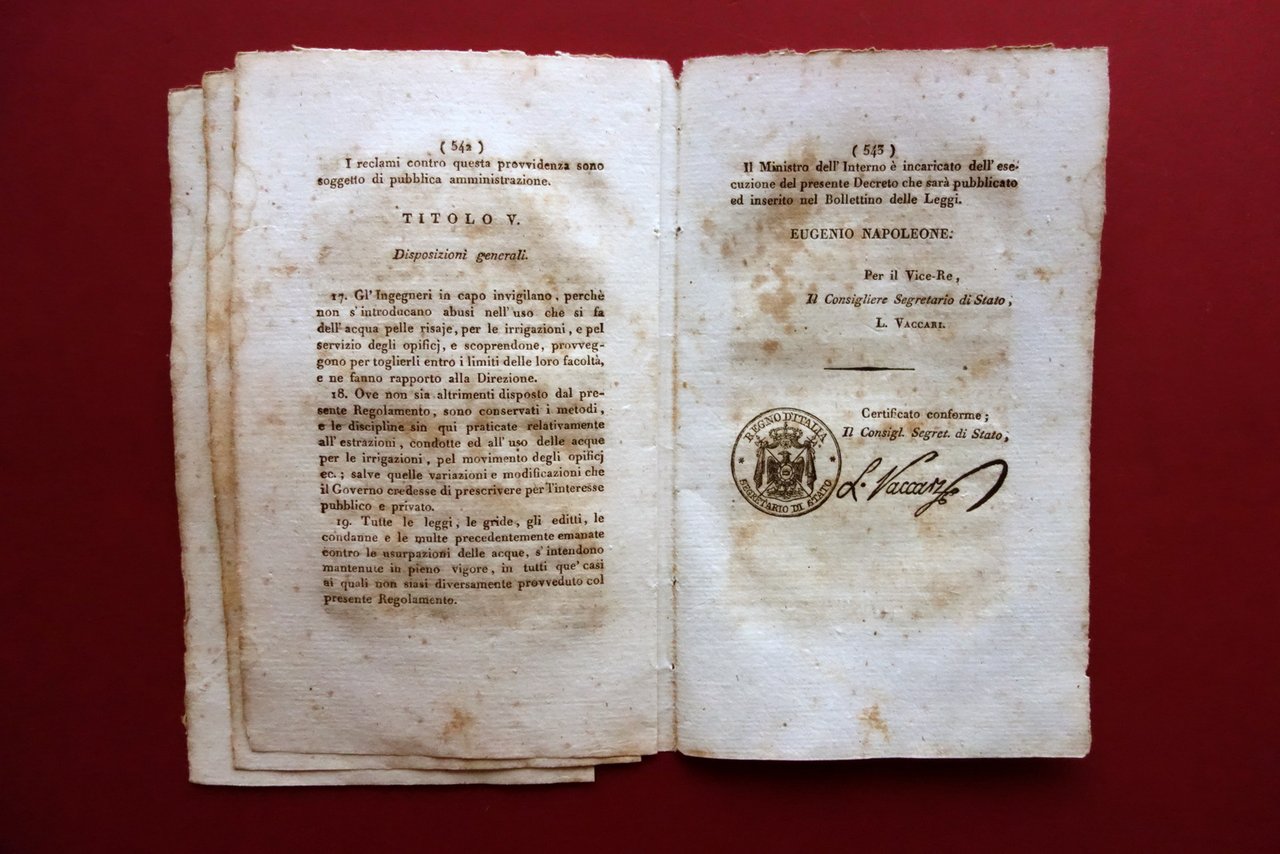 ( 542 )
I reclami contro questa provvidenza sono
soggetto di pubblica amministrazione.
TITOLO V.
Disposizioni generali.
17. Gl'Ingegneri in capo invigilano, perchè
non s'introducano abusi nell'uso che si fa
dell'acqua pelle risaje, per le irrigazioni, e pel
servizio degli opificj, e scoprendone, provveg-
gono per toglierli entro i limiti delle loro facoltà,
e ne fanno rapporto alla Direzione.
18. Ove non sia altrimenti disposto dal pre-
sente Regolamento, sono conservati i metodi,
e le discipline sin qui praticate relativamente
all'estrazioni, condotte ed all'uso delle acque
per le irrigazioni, pel movimento degli opificj
ec.; salve quelle variazioni e modificazioni che
il Governo credesse di prescrivere per l'interesse
pubblico e privato.
19. Tutte le leggi, le gride, gli editti, le
condanne e le multe precedentemente emanate
contro le usurpazioni delle acque, s'intendono
mantenute in pieno vigore, in tutti que' casi
ai quali non siasi diversamente provveduto col
presente Regolamento.
( 543 )
Il Ministro dell'Interno è incaricato dell'ese-
cuzione del presente Decreto che sarà pubblicato
ed inserito nel Bollettino delle Leggi.
EUGENIO NAPOLEONE.
Per il Vice-Re,
Il Consigliere Segretario di Stato,
L. VACCARI.
Certificato conforme;
Il Consigl. Segret. di Stato,
REGNO D'ITALIA
SEGRETARIO DI STATO
L. Vaccari